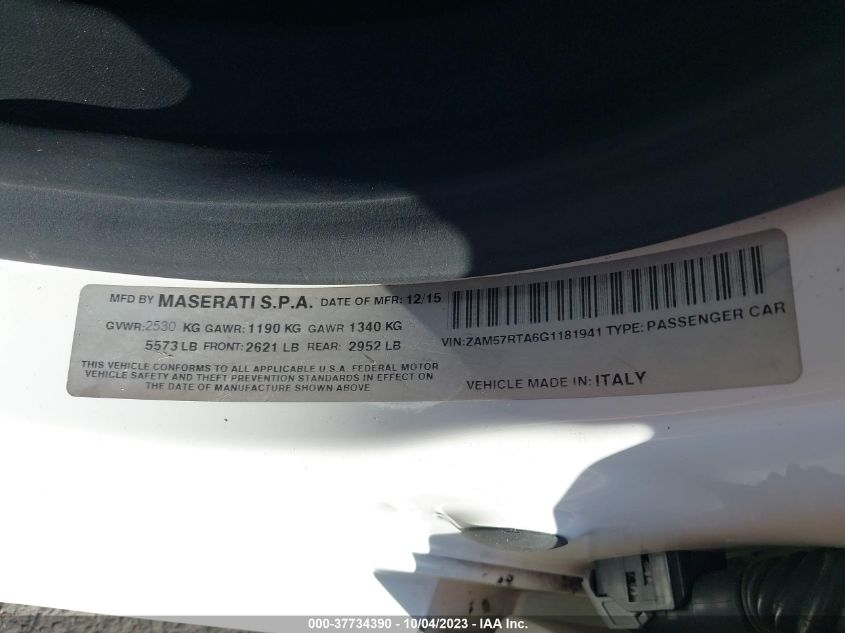 MFD BY MASERATI S.P.A. DATE OF MFR: 12/15
GVWR:2530 KG GAWR:1190 KG GAWR 1340 KG
5573 LB FRONT:2621 LB REAR: 2952 LB
THIS VEHICLE CONFORMS TO ALL APPLICABLE U.S.A. FEDERAL MOTOR
VEHICLE SAFETY AND THEFT PREVENTION STANDARDS IN EFFECT ON
THE DATE OF MANUFACTURE SHOWN ABOVE
VIN:ZAM57RTA6G1181941 TYPE: PASSENGER CAR
VEHICLE MADE IN: ITALY
000-37734390 - 10/04/2023 - IAA Inc.